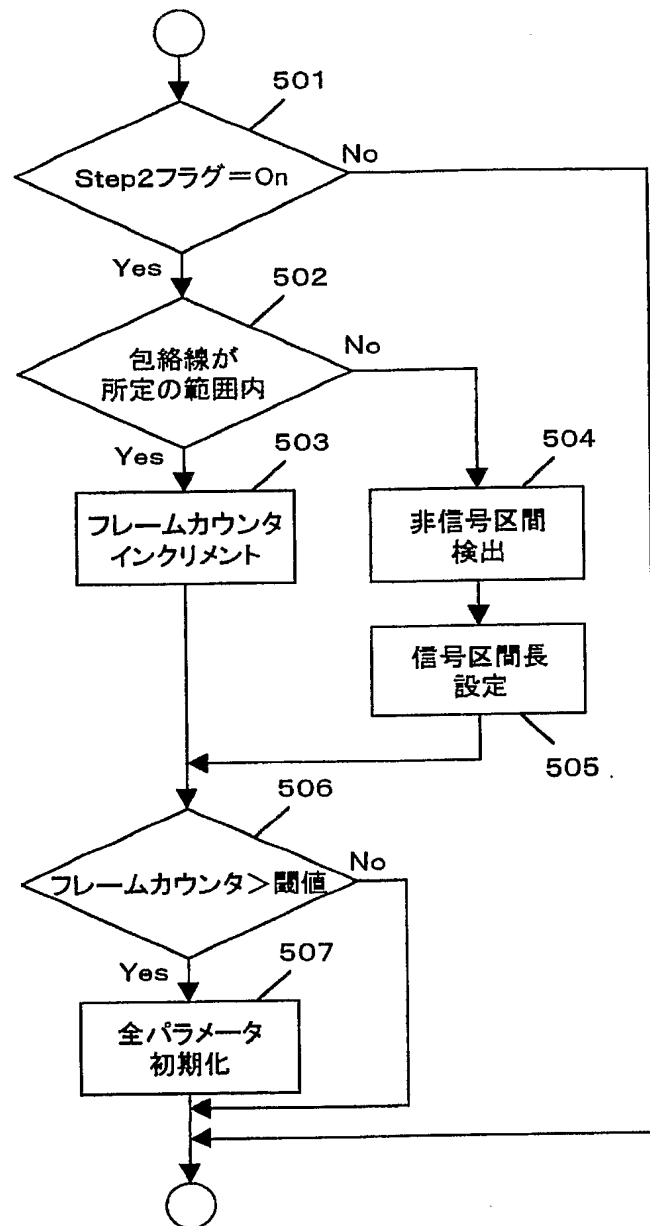 501
Step2フラグ=On
No
Yes
502
包絡線が
所定の範囲内
No
Yes
503
フレームカウンタ
インクリメント
504
非信号区間
検出
信号区間長
設定
505
506
フレームカウンタ>閾値
No
Yes
507
全パラメータ
初期化